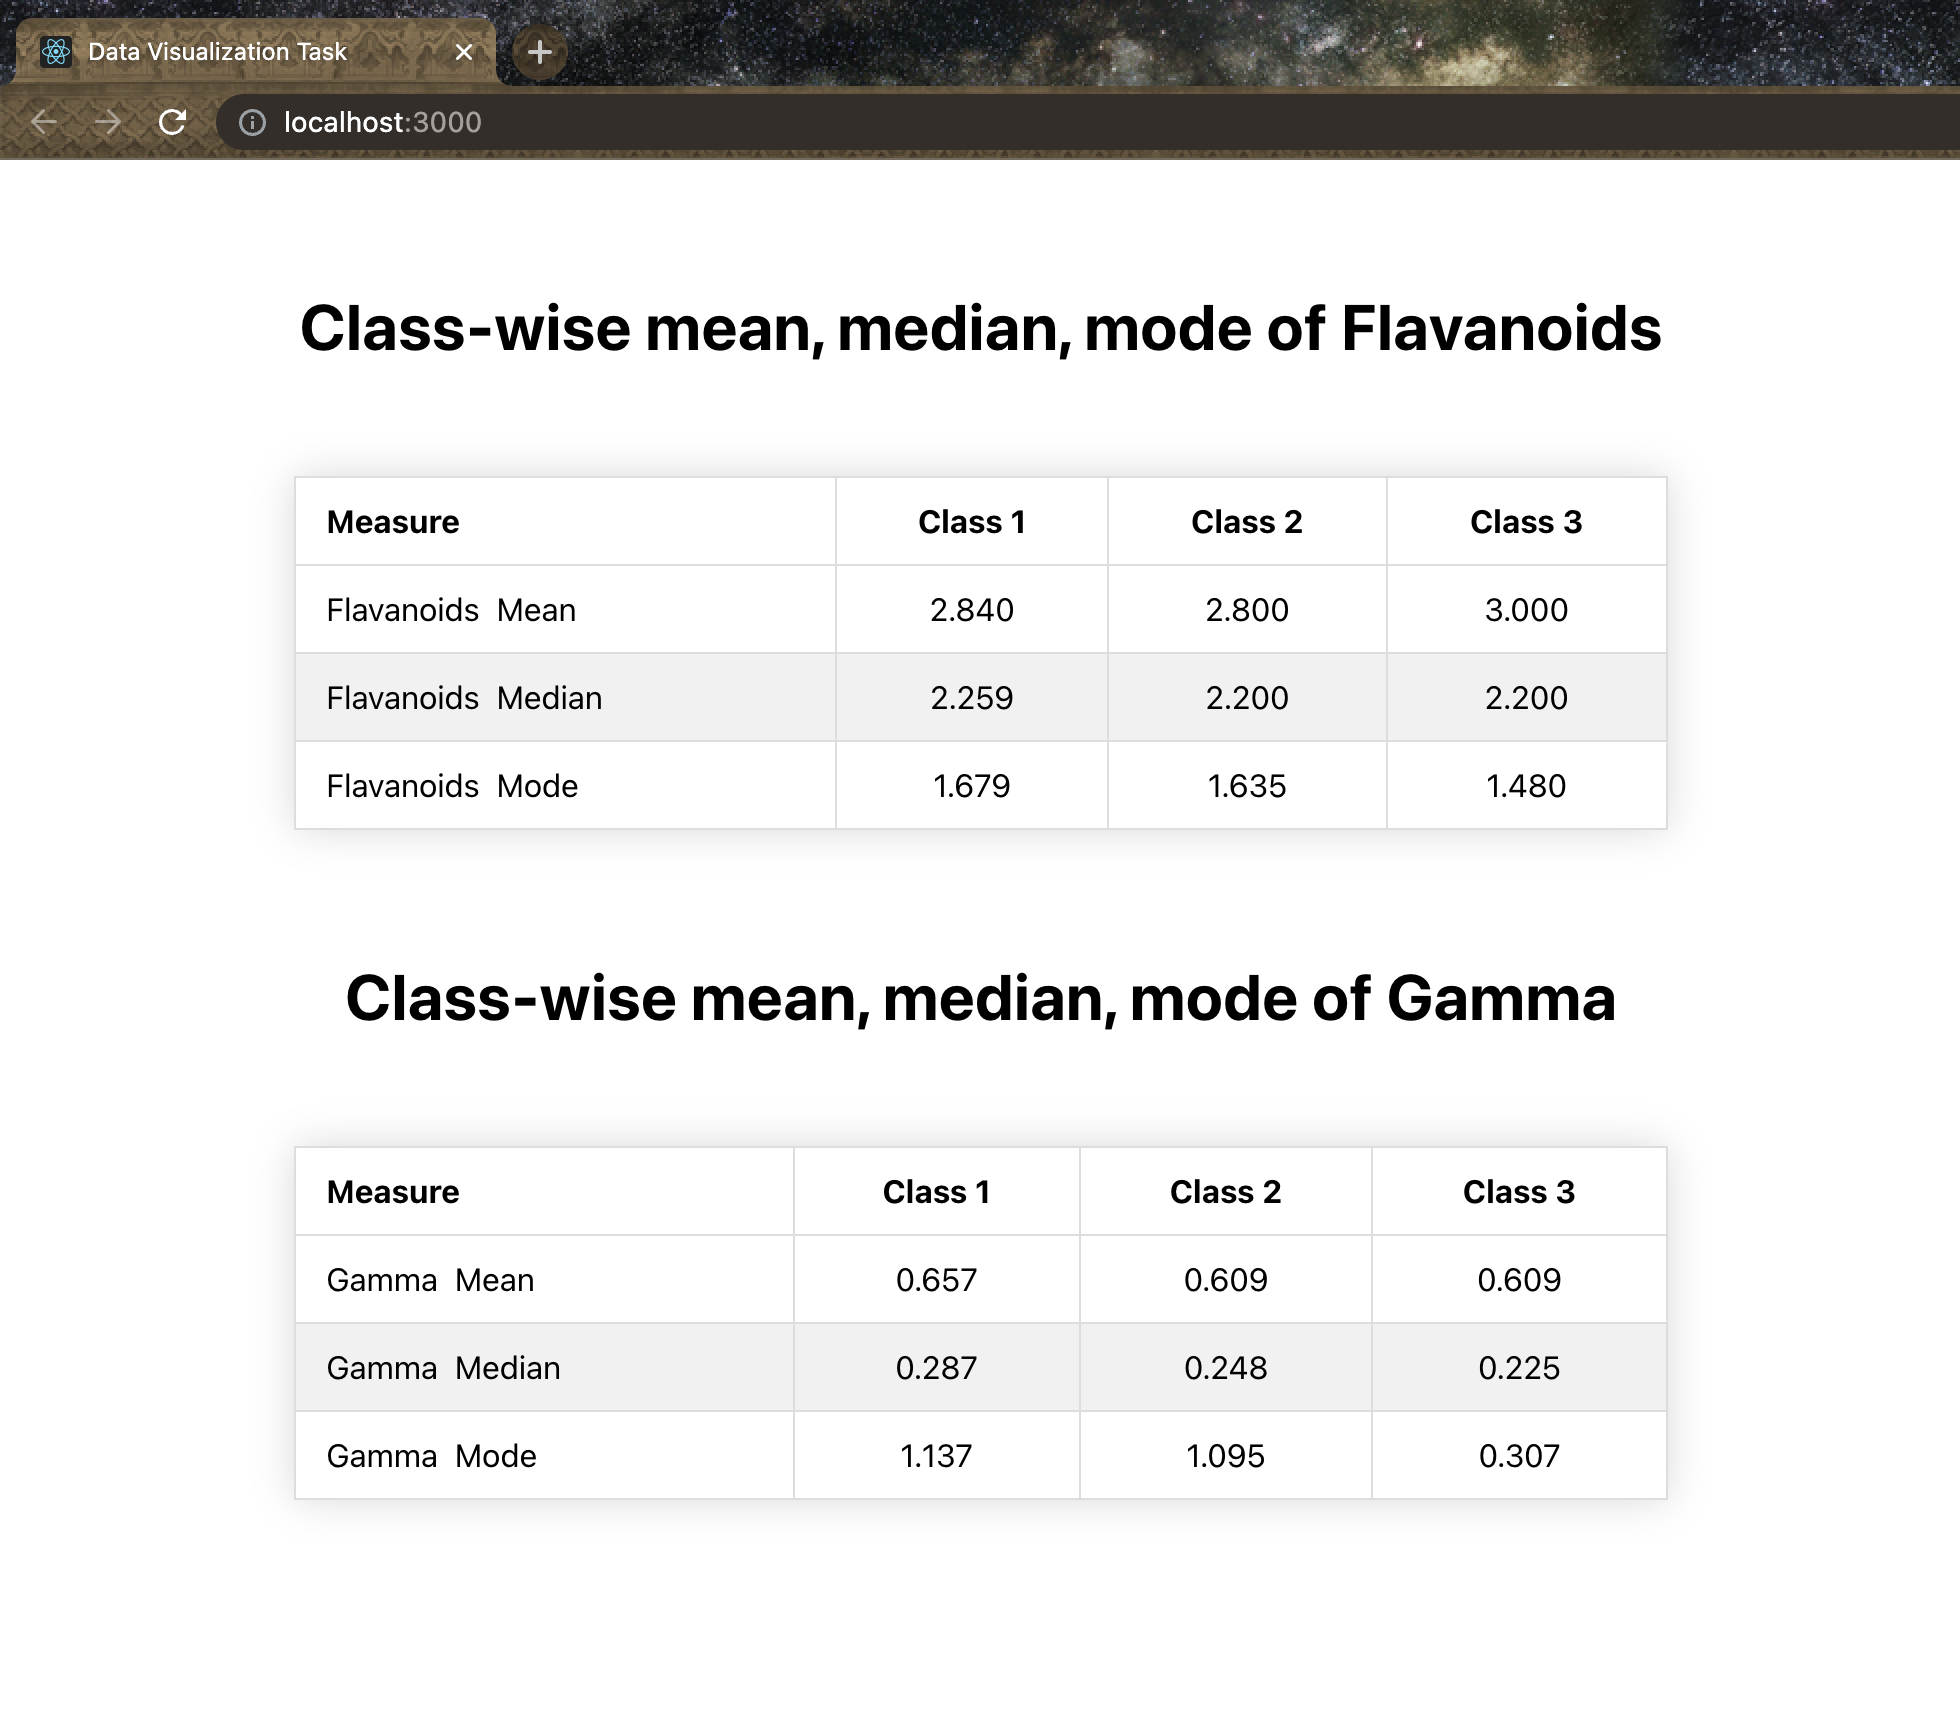 Data Visualization Task
localhost:3000
Class-wise mean, median, mode of Flavanoids
Measure Class 1 Class 2 Class 3
Flavanoids Mean 2.840 2.800 3.000
Flavanoids Median 2.259 2.200 2.200
Flavanoids Mode 1.679 1.635 1.480
Class-wise mean, median, mode of Gamma
Measure Class 1 Class 2 Class 3
Gamma Mean 0.657 0.609 0.609
Gamma Median 0.287 0.248 0.225
Gamma Mode 1.137 1.095 0.307